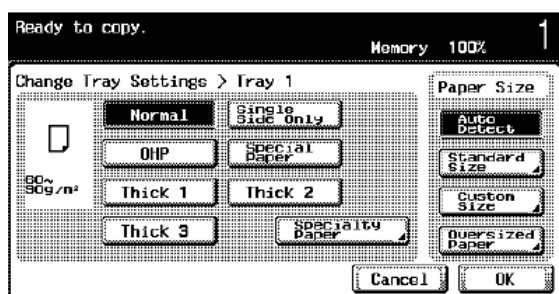 Ready to copy.
Memory 100%
1
Change Tray Settings > Tray 1
Paper Size
Normal
Single Side Only
Auto Detect
OHP
Special Paper
Standard Size
60~
90g/m²
Thick 1
Thick 2
Custom Size
Thick 3
Specialty Paper
Oversized Paper
Cancel
OK